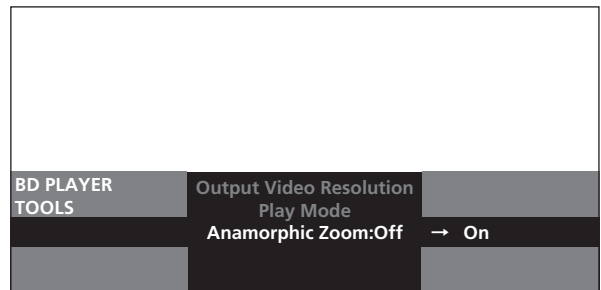 BD PLAYER
TOOLS
Output Video Resolution
Play Mode
Anamorphic Zoom:Off → On